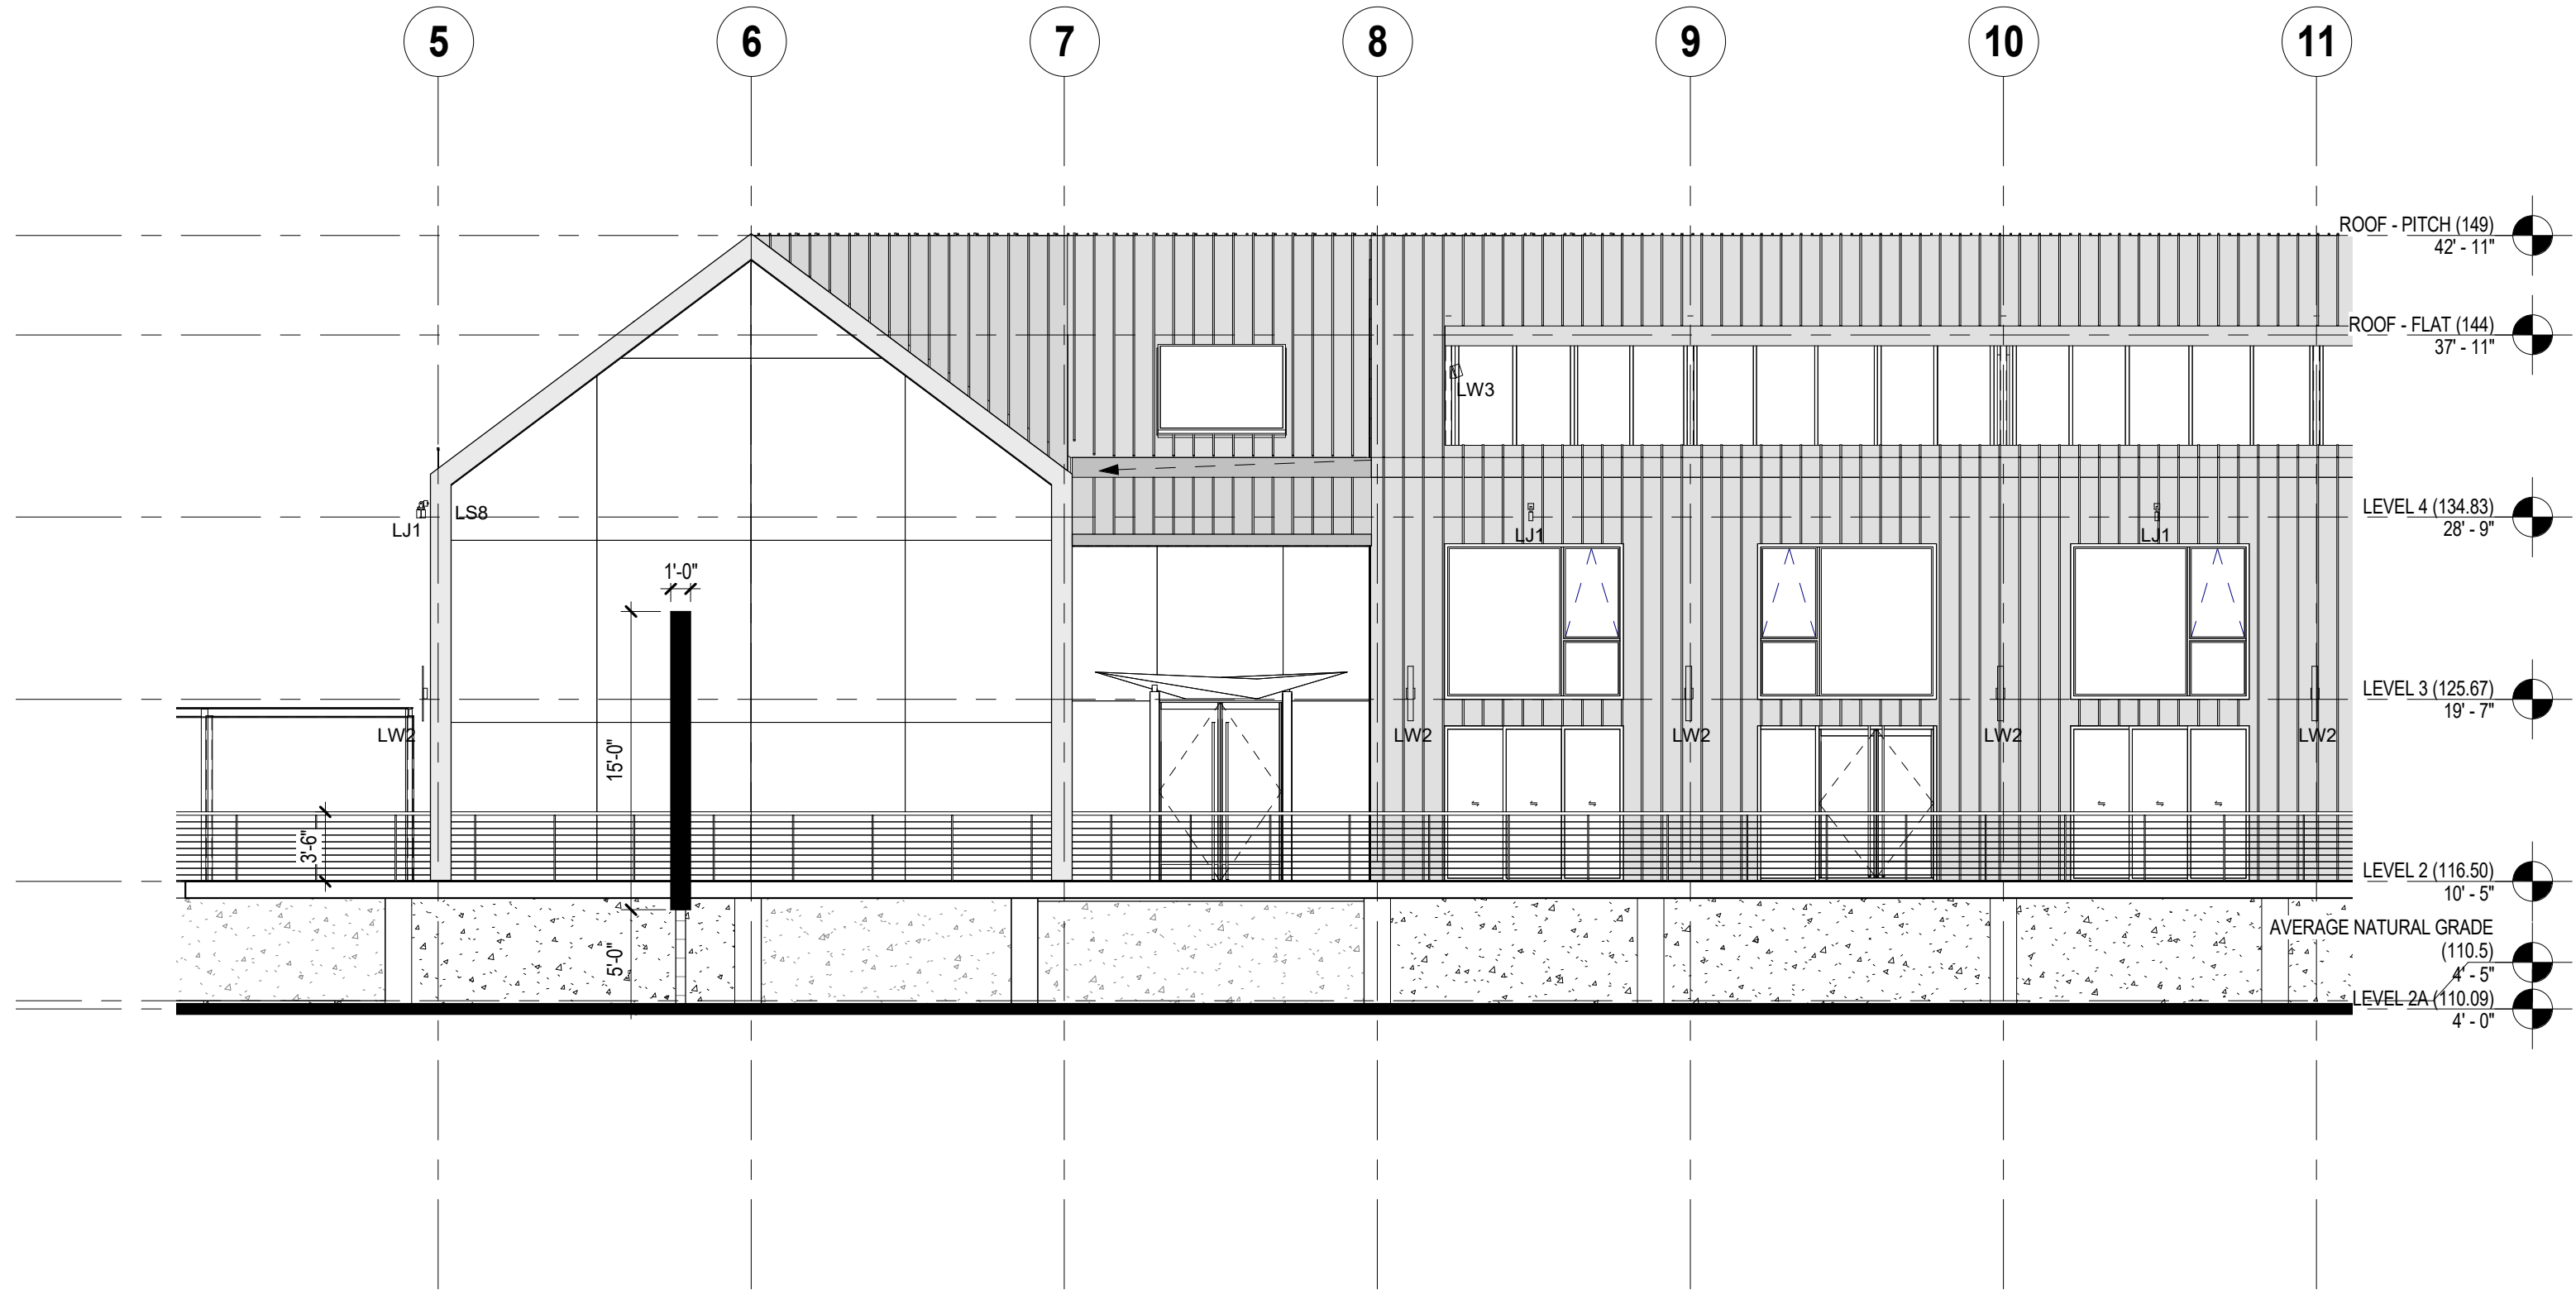 5 6 7 8 9 10 11
ROOF - PITCH (149)
42' - 11"
ROOF - FLAT (144)
37' - 11"
LW3
LEVEL 4 (134.83)
28' - 9"
LS8
LJ1
LJ1
LJ1
1'-0"
15'-0"
LEVEL 3 (125.67)
19' - 7"
LW2
LW2
LW2
LW2
LW2
3'-6"
LEVEL 2 (116.50)
10' - 5"
5'-0"
AVERAGE NATURAL GRADE
(110.5)
4' - 5"
LEVEL 2A (110.09)
4' - 0"